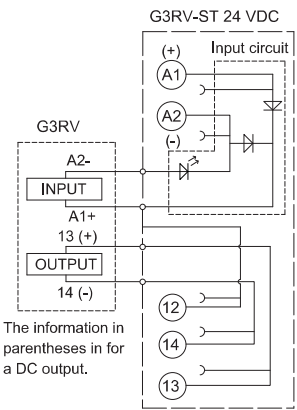 G3RV-ST 24 VDC
(+)
Input circuit
A1
A2
(-)
G3RV
A2-
INPUT
A1+
13 (+)
OUTPUT
14 (-)
12
14
13
The information in
parentheses in for
a DC output.